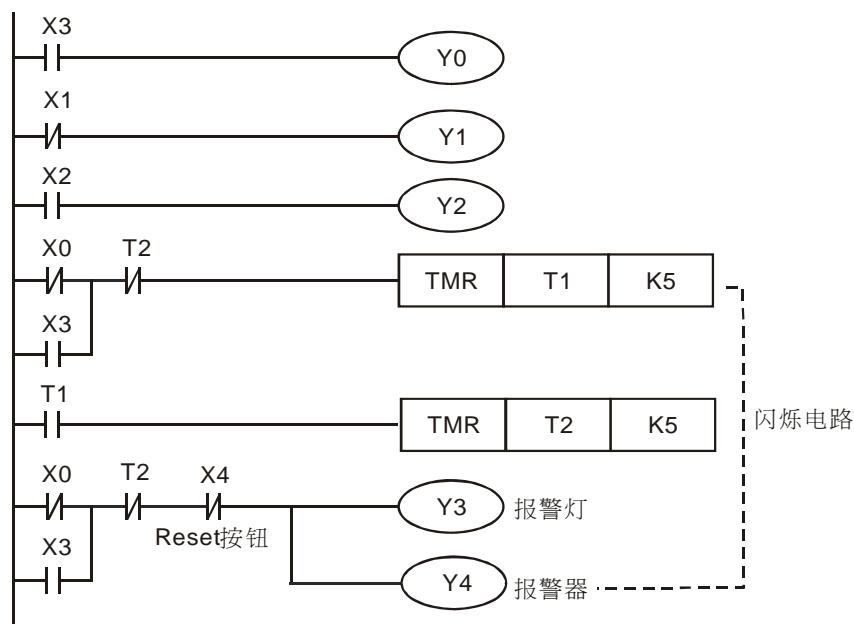 X3
Y0
X1
Y1
X2
Y2
X0 T2
TMR T1 K5
X3
T1
TMR T2 K5
闪烁电路
X0 T2 X4
Y3 报警灯
Reset按钮
X3
Y4 报警器